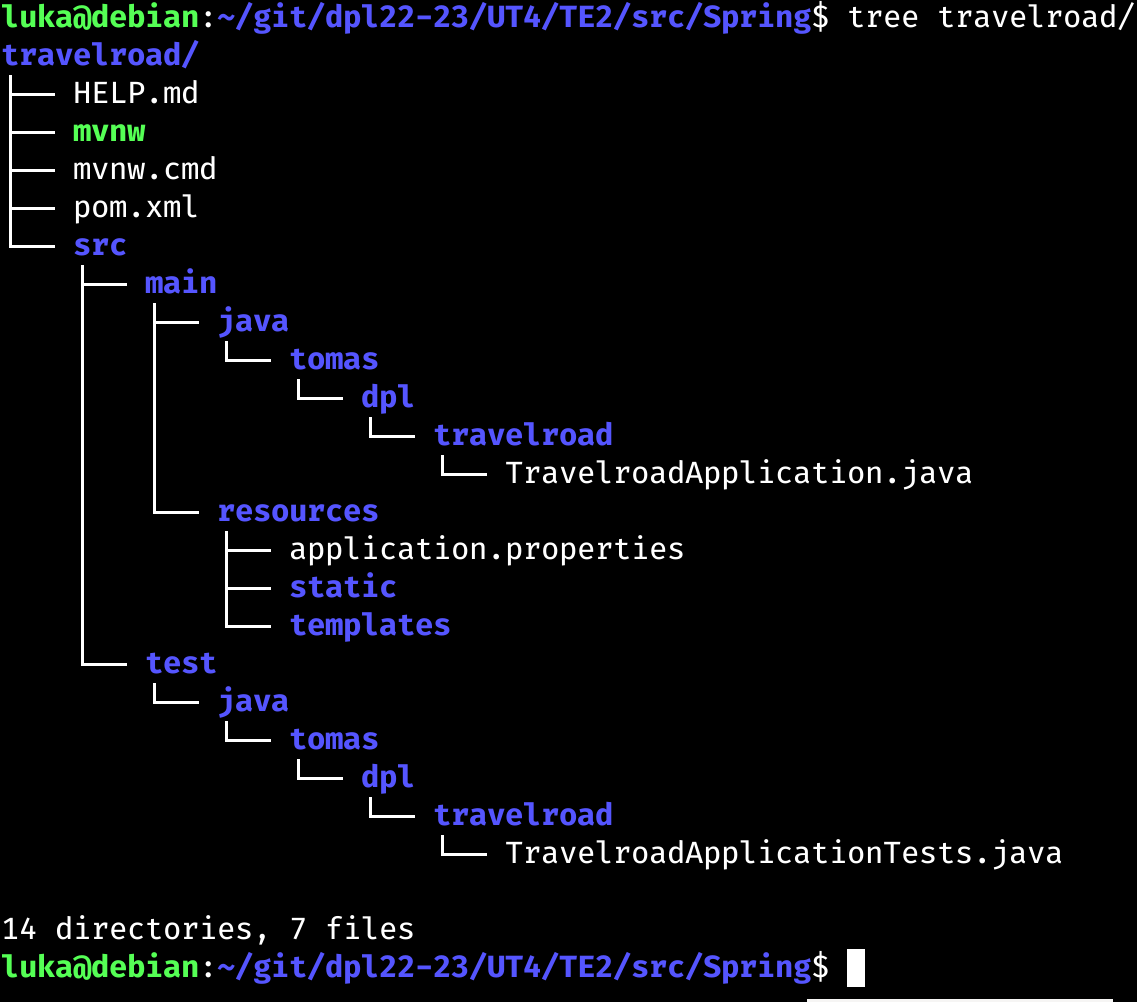 luka@debian:~/git/dpl22-23/UT4/TE2/src/Spring$ tree travelroad/
travelroad/
├── HELP.md
├── mvnw
├── mvnw.cmd
├── pom.xml
└── src
    ├── main
    │   ├── java
    │   │   └── tomas
    │   │       └── dpl
    │   │           └── travelroad
    │   │               └── TravelroadApplication.java
    │   └── resources
    │       ├── application.properties
    │       ├── static
    │       └── templates
    └── test
        └── java
            └── tomas
                └── dpl
                    └── travelroad
                        └── TravelroadApplicationTests.java

14 directories, 7 files
luka@debian:~/git/dpl22-23/UT4/TE2/src/Spring$